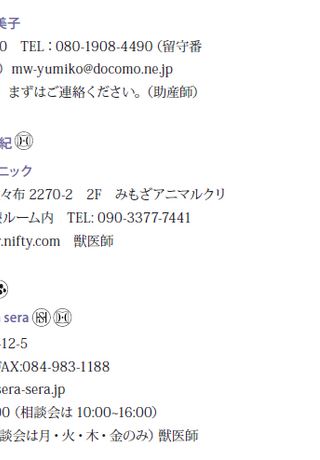 美子
0 TEL：080-1908-4490（留守番
）mw-yumiko@docomo.ne.jp
まずはご連絡ください。（助産師）
紀
ニック
々布 2270-2 2F みもざアニマルクリ
ルーム内 TEL: 090-3377-7441
.nifty.com 獣医師
sera
-12-5
FAX:084-983-1188
sera-sera.jp
00（相談会は 10:00~16:00）
談会は月・火・木・金のみ）獣医師